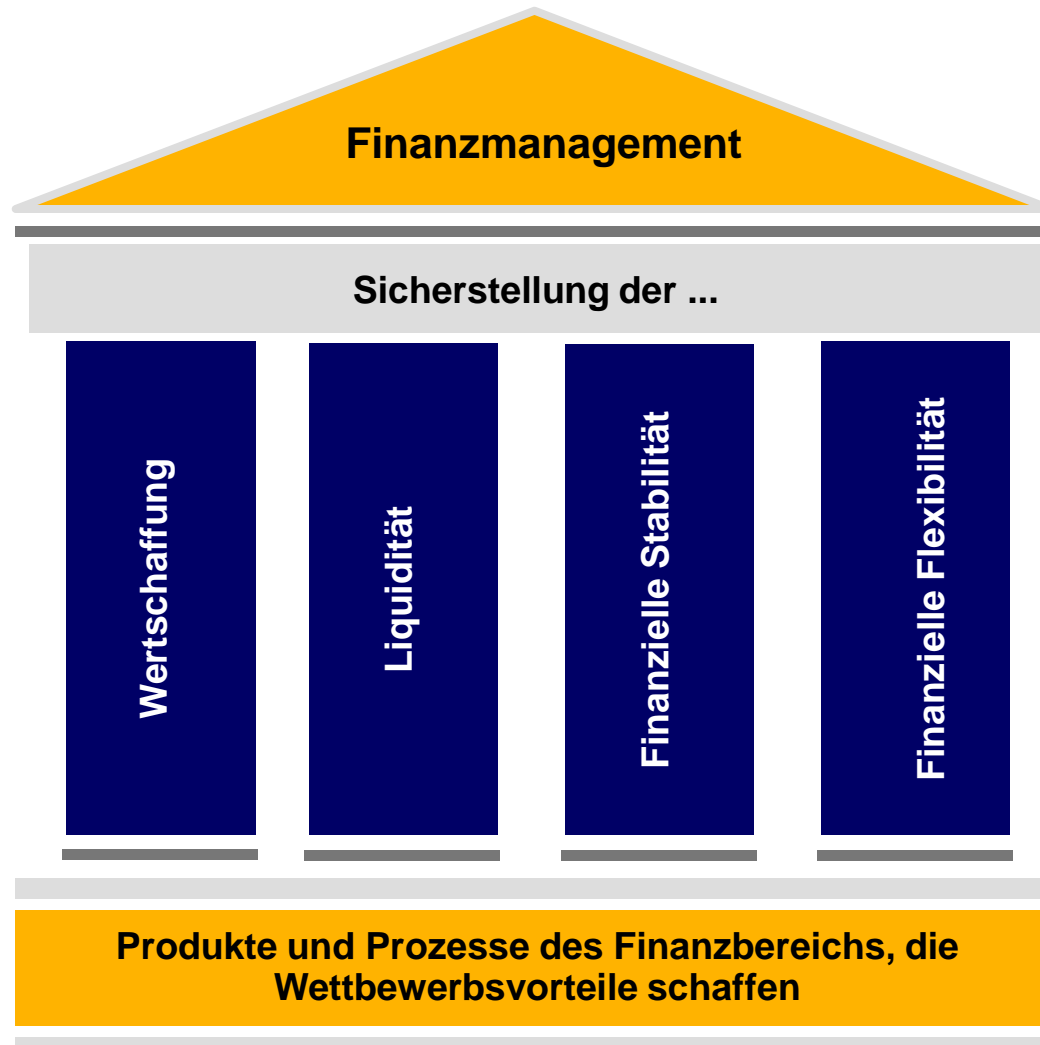 Finanzmanagement
Sicherstellung der ...
Wertschaffung
Liquidität
Finanzielle Stabilität
Finanzielle Flexibilität
Produkte und Prozesse des Finanzbereichs, die
Wettbewerbsvorteile schaffen